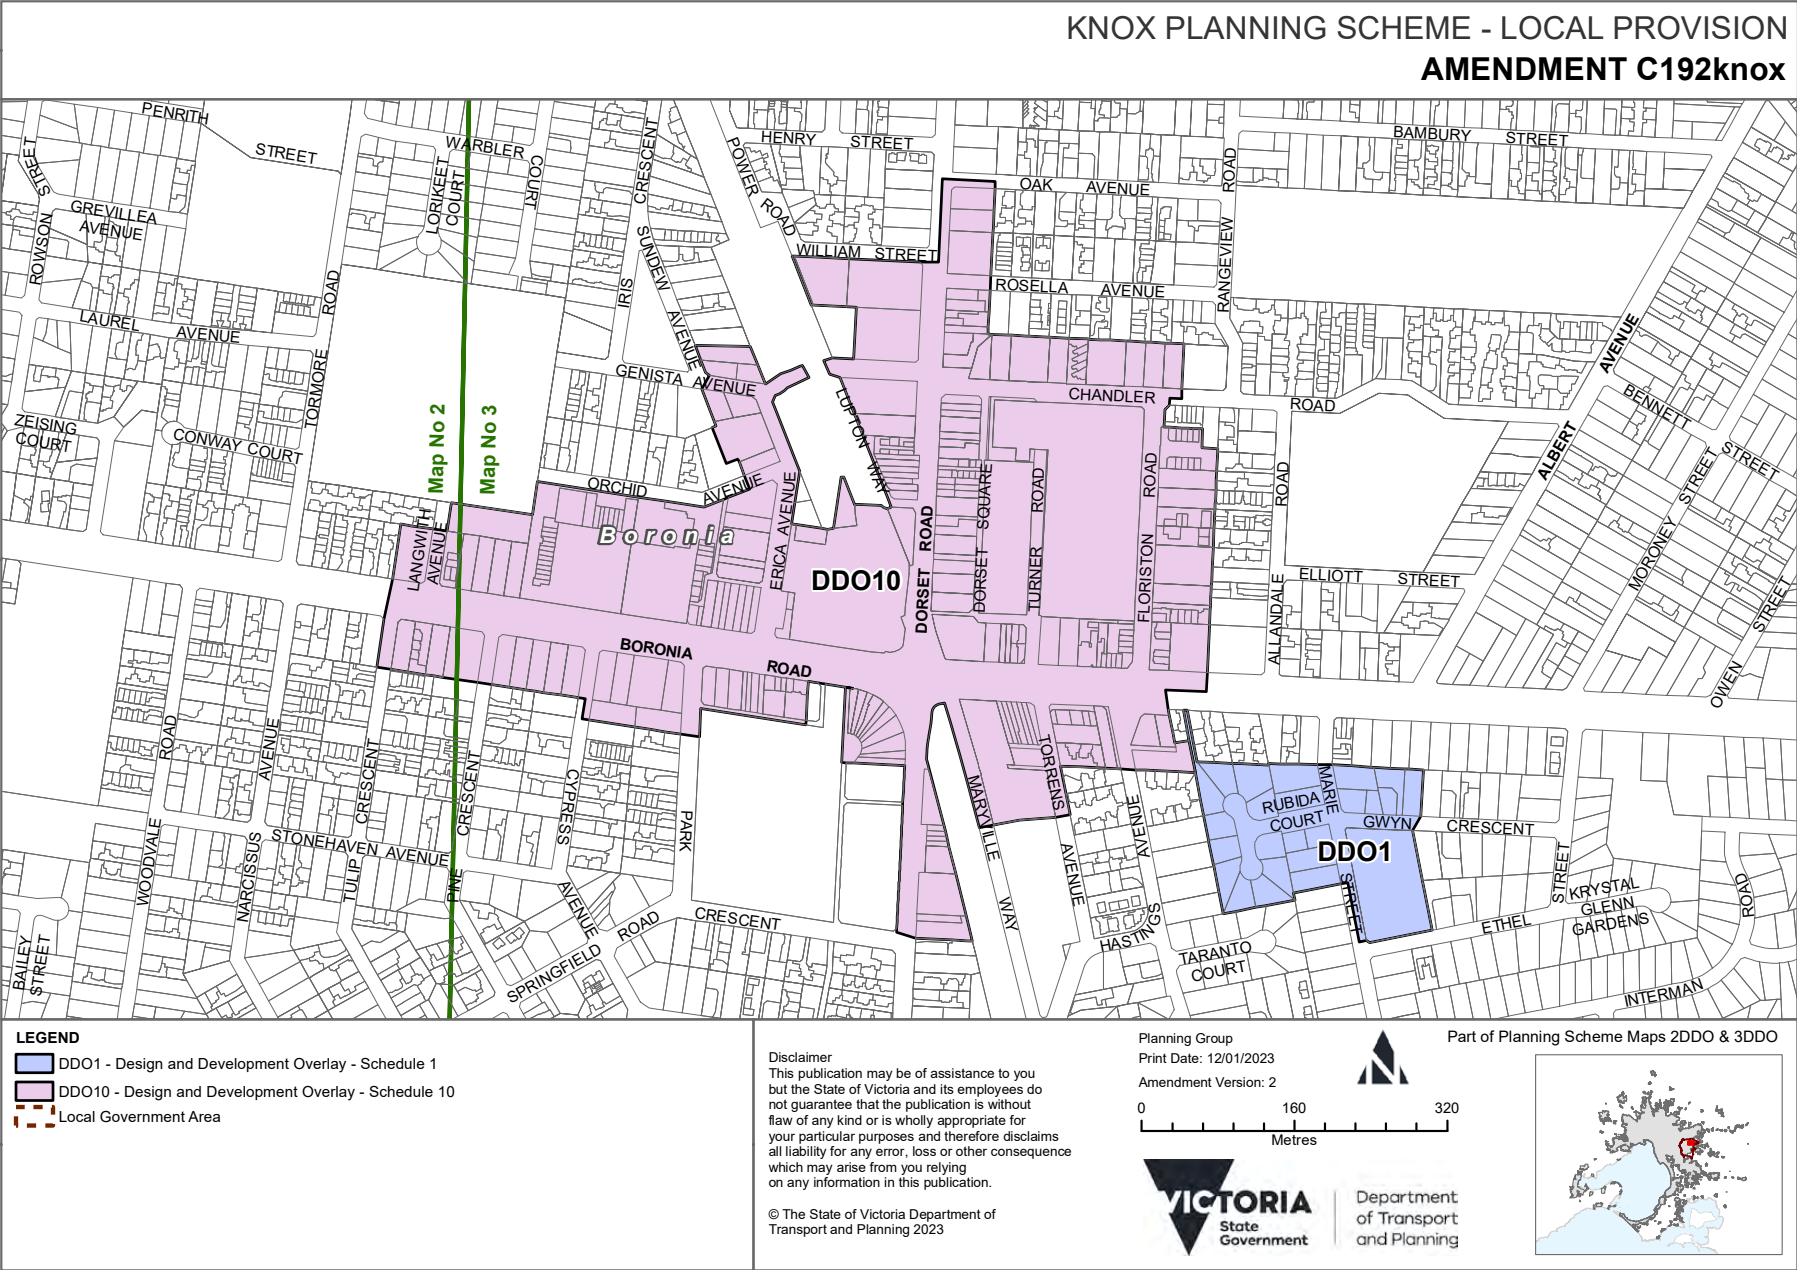 KNOX PLANNING SCHEME - LOCAL PROVISION
AMENDMENT C192knox
PENRITH
STREET
WARBLER
COURT
LORIKEET
COURT
CRESCENT
IRIS
POWER
ROAD
HENRY STREET
BAMBURY STREET
ROWSON
STREET
GREVILLEA
AVENUE
OAK AVENUE
ROAD
RANGEVIEW
WILLIAM STREET
SUNDEW
AVENUE
ROSELLA AVENUE
LAUREL AVENUE
TORMORE
ROAD
GENISTA AVENUE
LUPTON WAY
CHANDLER
ROAD
ALBERT
AVENUE
BENNETT
STREET
ZEISING
COURT
CONWAY COURT
Map No 2
Map No 3
ORCHID AVENUE
LANGWITH
AVENUE
Boronia
ERICA AVENUE
DDO10
DORSET ROAD
DORSET SQUARE
TURNER ROAD
FLORISTON ROAD
ALLANDALE
ROAD
ELLIOTT STREET
MORONEY STREET
OWEN
STREET
BORONIA
ROAD
WOODVALE
ROAD
NARCISSUS
AVENUE
TULIP
CRESCENT
PINE
CRESCENT
CYPRESS
AVENUE
STONEHAVEN AVENUE
PARK
CRESCENT
SPRINGFIELD ROAD
BAILEY
STREET
MARYVILLE
WAY
TORRENS
AVENUE
HASTINGS
AVENUE
RUBIDA
COURT
MARIE
STREET
GWYN
CRESCENT
DDO1
TARANTO
COURT
ETHEL
STREET
KRYSTAL
GLENN
GARDENS
INTERMAN
ROAD
LEGEND
DDO1 - Design and Development Overlay - Schedule 1
DDO10 - Design and Development Overlay - Schedule 10
Local Government Area
Disclaimer
This publication may be of assistance to you
but the State of Victoria and its employees do
not guarantee that the publication is without
flaw of any kind or is wholly appropriate for
your particular purposes and therefore disclaims
all liability for any error, loss or other consequence
which may arise from you relying
on any information in this publication.
© The State of Victoria Department of
Transport and Planning 2023
Planning Group
Print Date: 12/01/2023
Amendment Version: 2
0 160 320
Metres
N
VICTORIA
State
Government
Department
of Transport
and Planning
Part of Planning Scheme Maps 2DDO & 3DDO